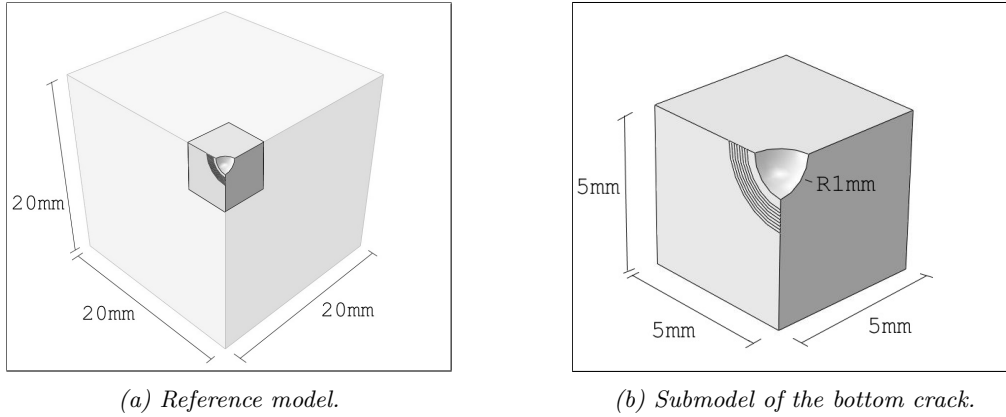 20mm
20mm
20mm
5mm
R1mm
5mm
5mm
(a) Reference model.
(b) Submodel of the bottom crack.